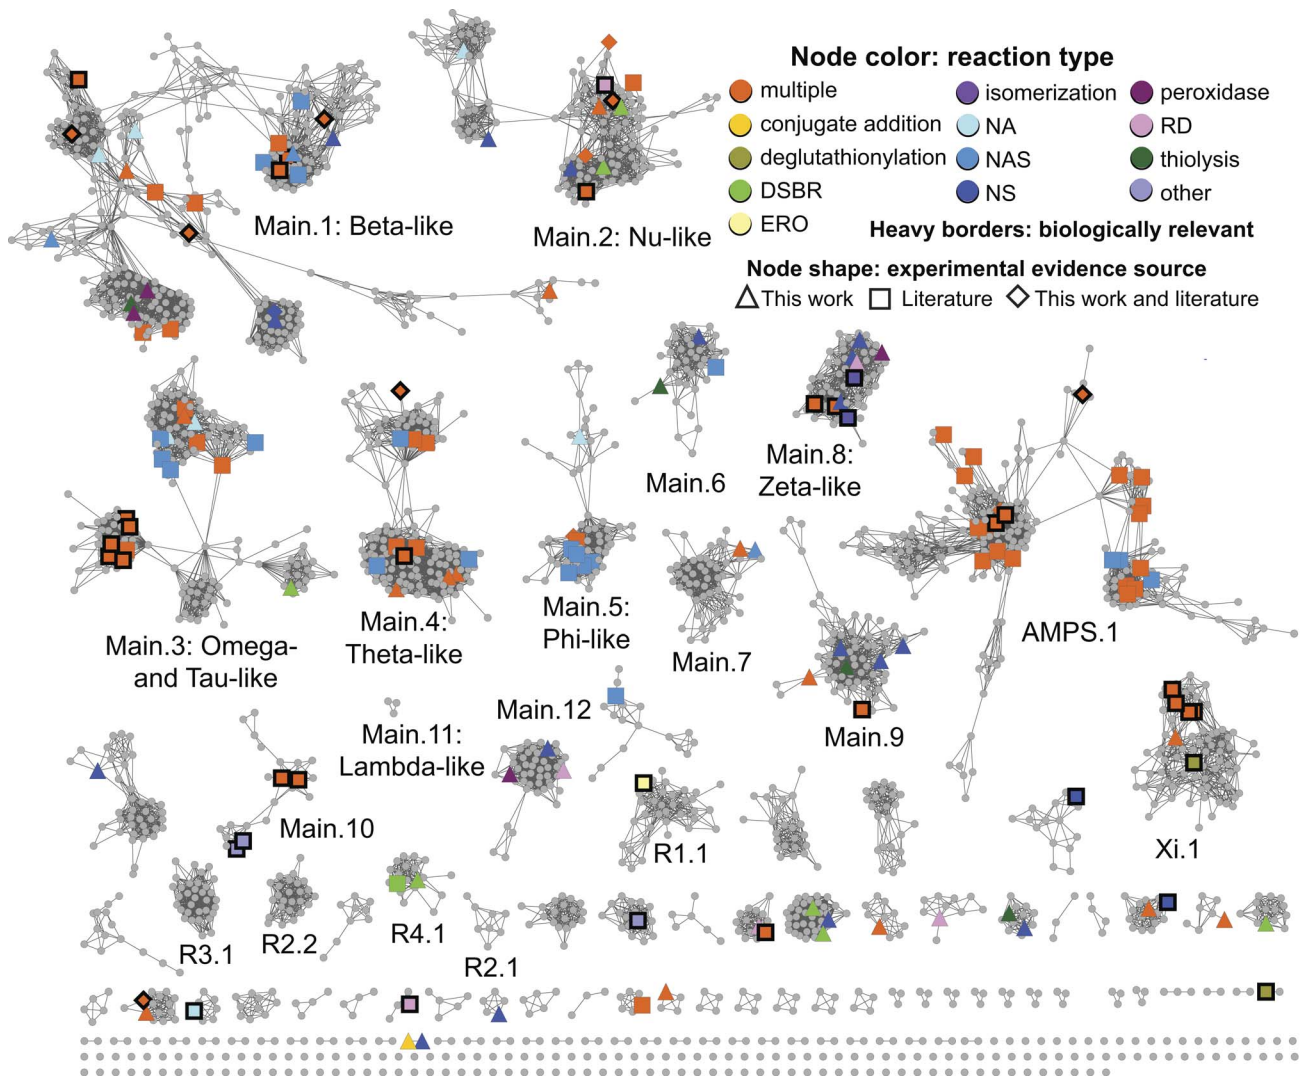 Node color: reaction type
multiple
isomerization
peroxidase
conjugate addition
NA
RD
deglutathionylation
NAS
thiolysis
DSBR
NS
other
ERO
Heavy borders: biologically relevant
Node shape: experimental evidence source
This work
Literature
This work and literature
Main.1: Beta-like
Main.2: Nu-like
Main.6
Main.8:
Zeta-like
Main.3: Omega-
and Tau-like
Main.4:
Theta-like
Main.5:
Phi-like
Main.7
AMPS.1
Main.9
Main.11:
Lambda-like
Main.12
Main.10
R1.1
Xi.1
R3.1
R2.2
R4.1
R2.1